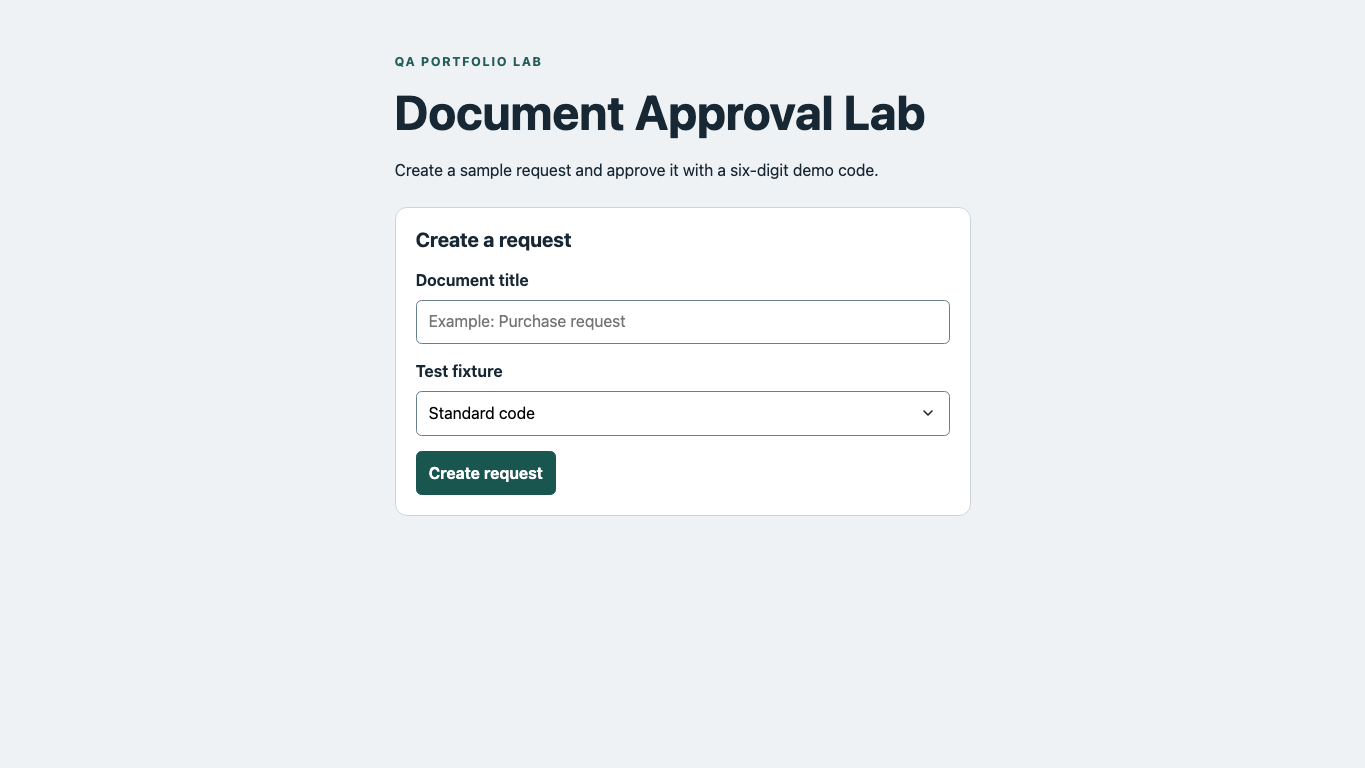 QA PORTFOLIO LAB
Document Approval Lab
Create a sample request and approve it with a six-digit demo code.
Create a request
Document title
Example: Purchase request
Test fixture
Standard code
Create request